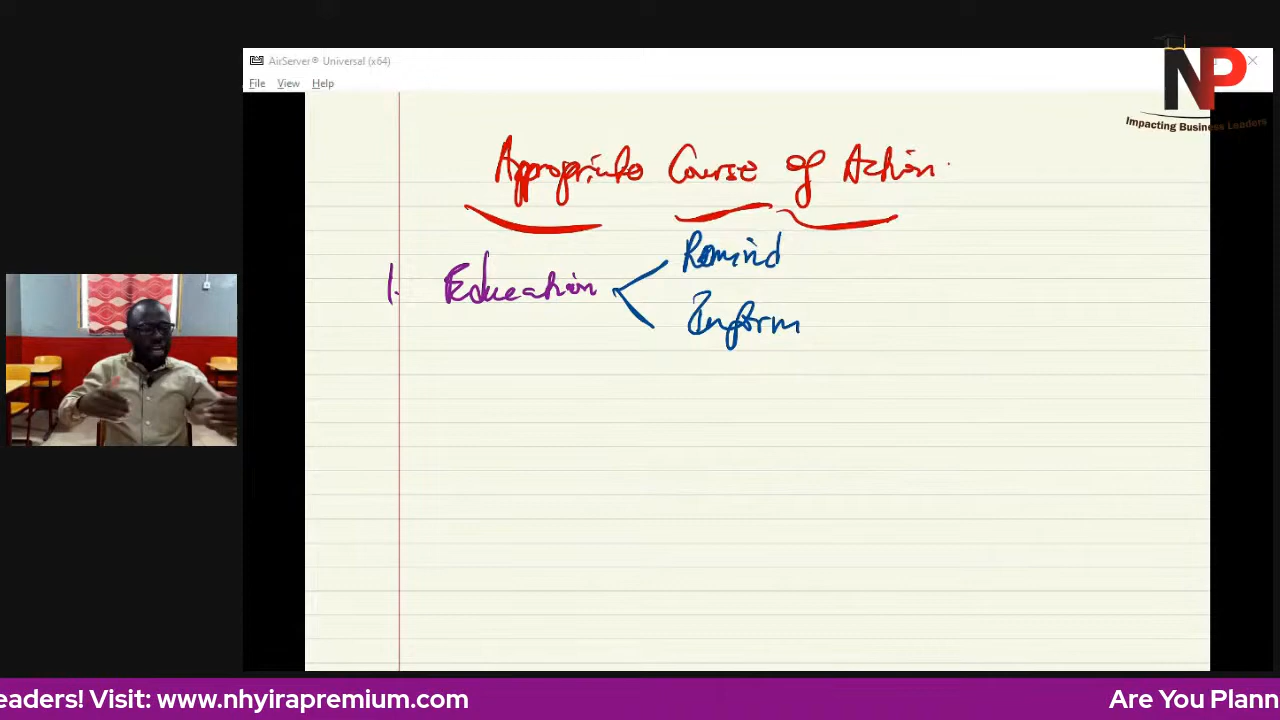 NP
Impacting Business Leaders
AirServer® Universal (x64)
File View Help
Appropriate Course of Action.
1. Education
Remind
Inform
eaders! Visit: www.nhyirapremium.com
Are You Plann